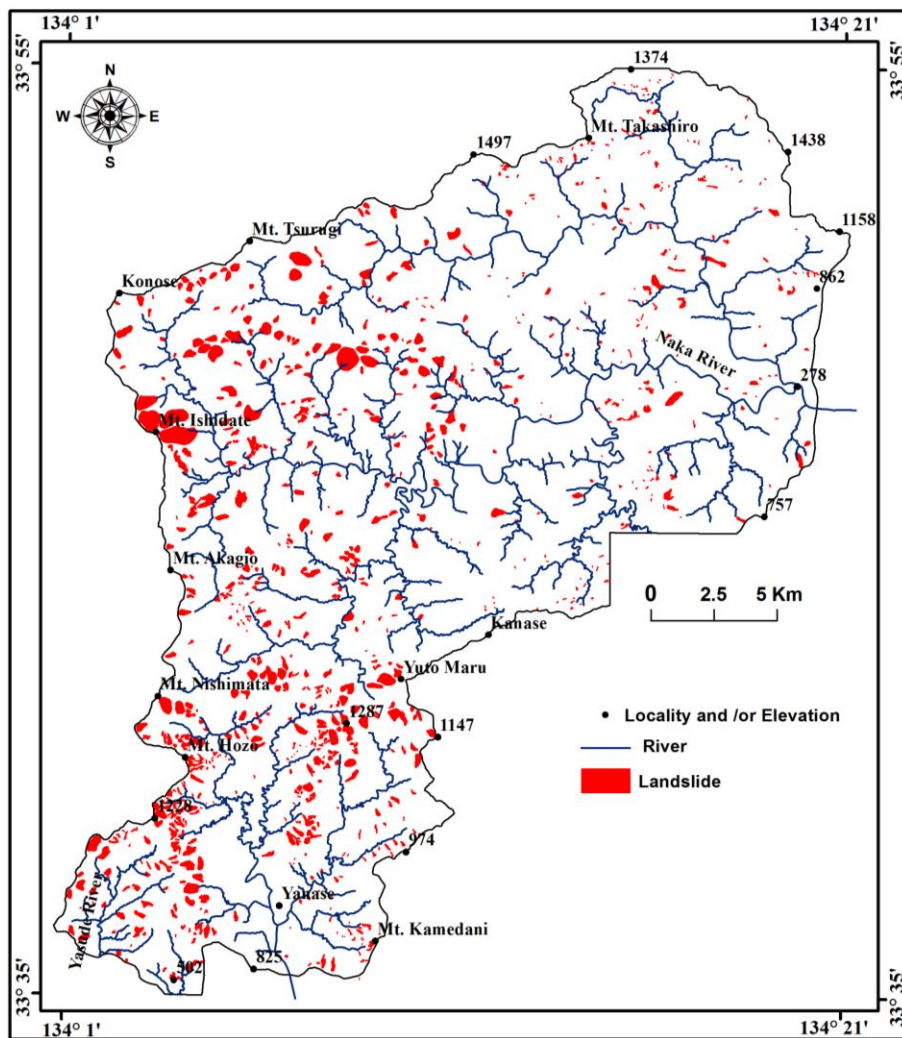 134° 1'
134° 21'
33° 55'
33° 55'
N
W
E
S
1374
Mt. Takashiro
1497
1438
Mt. Tsurugi
1158
Konose
862
Naka River
278
Mt. Ishidate
757
Mt. Akagio
0 2.5 5 Km
Kanase
Yuto Maru
Mt. Nishimata
1287
1147
Locality and /or Elevation
River
Mt. Hozo
Landslide
1228
974
Yanase
Yasude River
Mt. Kamedani
502
825
33° 35'
33° 35'
134° 1'
134° 21'